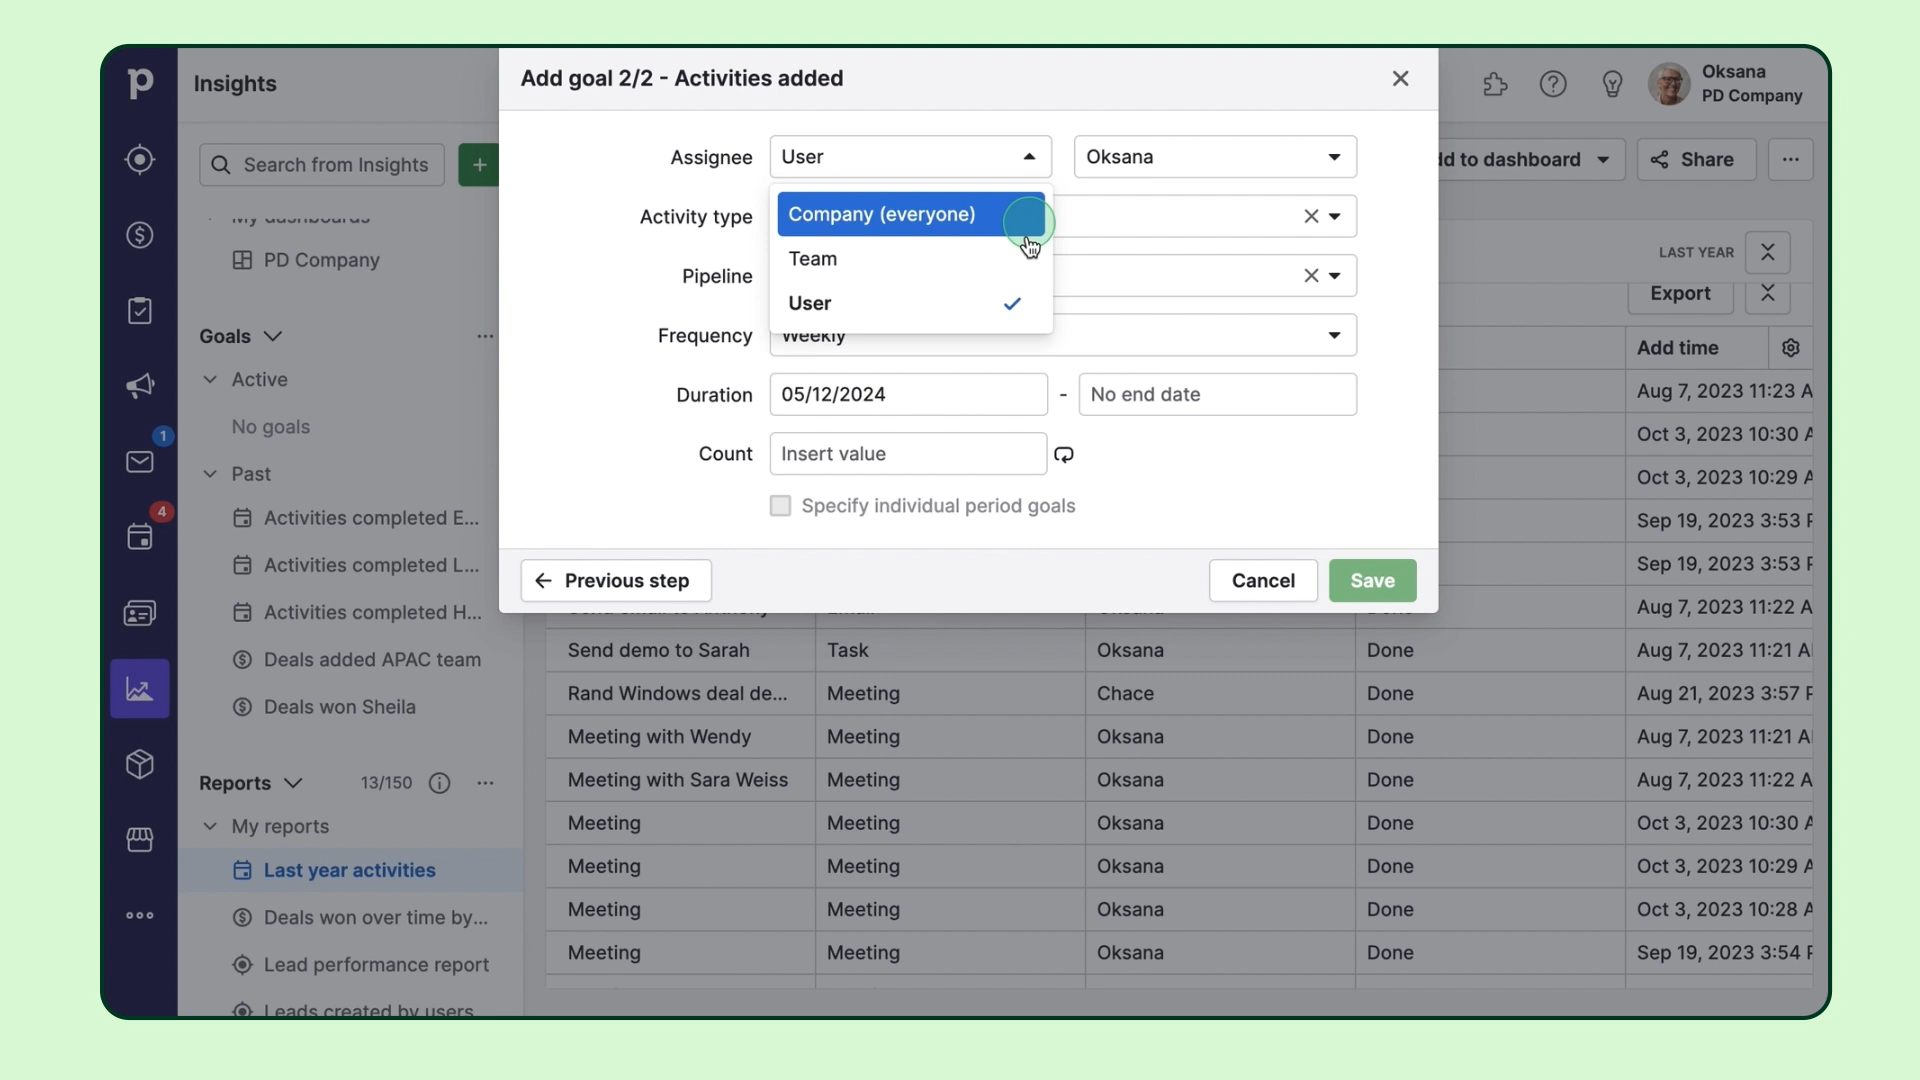 p
Insights
Search from Insights
+
My dashboards
PD Company
Goals
Active
No goals
Past
Activities completed E...
Activities completed L...
Activities completed H...
Deals added APAC team
Deals won Sheila
Reports 13/150
My reports
Last year activities
Deals won over time by...
Lead performance report
Leads created by users
1
4
Add goal 2/2 - Activities added
Assignee User Oksana
Company (everyone)
Team
User
Activity type
Pipeline
Frequency Weekly
Duration 05/12/2024 - No end date
Count Insert value
Specify individual period goals
Previous step Cancel Save
Oksana
PD Company
dd to dashboard Share
LAST YEAR
Export
Add time
Aug 7, 2023 11:23 A
Oct 3, 2023 10:30 A
Oct 3, 2023 10:29 A
Sep 19, 2023 3:53 P
Sep 19, 2023 3:53 P
Done Aug 7, 2023 11:22 A
Send demo to Sarah Task Oksana Done Aug 7, 2023 11:21 A
Rand Windows deal de... Meeting Chace Done Aug 21, 2023 3:57 P
Meeting with Wendy Meeting Oksana Done Aug 7, 2023 11:21 A
Meeting with Sara Weiss Meeting Oksana Done Aug 7, 2023 11:22 A
Meeting Meeting Oksana Done Oct 3, 2023 10:30 A
Meeting Meeting Oksana Done Oct 3, 2023 10:29 A
Meeting Meeting Oksana Done Oct 3, 2023 10:28 A
Meeting Meeting Oksana Done Sep 19, 2023 3:54 P